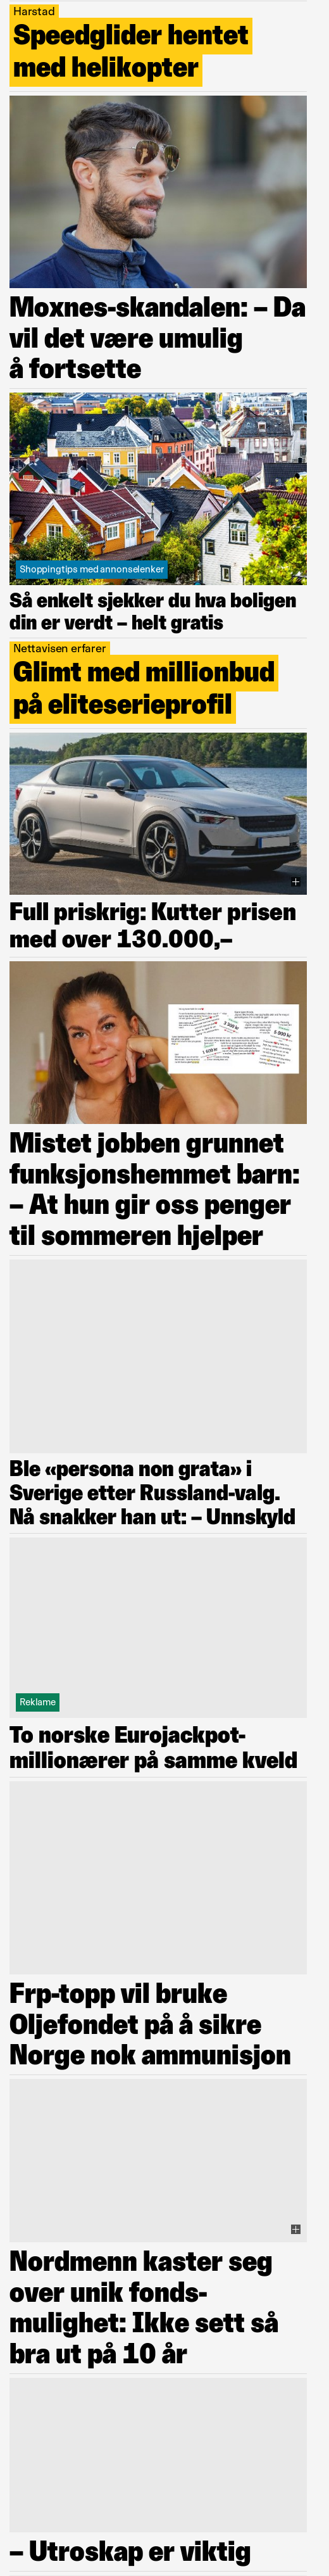 Harstad
Speedglider hentet
med helikopter
Moxnes-skandalen: – Da
vil det være umulig
å fortsette
Shoppingtips med annonselenker
Så enkelt sjekker du hva boligen
din er verdt – helt gratis
Nettavisen erfarer
Glimt med millionbud
på eliteserieprofil
Full priskrig: Kutter prisen
med over 130.000,–
Mistet jobben grunnet
funksjonshemmet barn:
– At hun gir oss penger
til sommeren hjelper
Ble «persona non grata» i
Sverige etter Russland-valg.
Nå snakker han ut: – Unnskyld
Reklame
To norske Eurojackpot-
millionærer på samme kveld
Frp-topp vil bruke
Oljefondet på å sikre
Norge nok ammunisjon
Nordmenn kaster seg
over unik fonds-
mulighet: Ikke sett så
bra ut på 10 år
– Utroskap er viktig